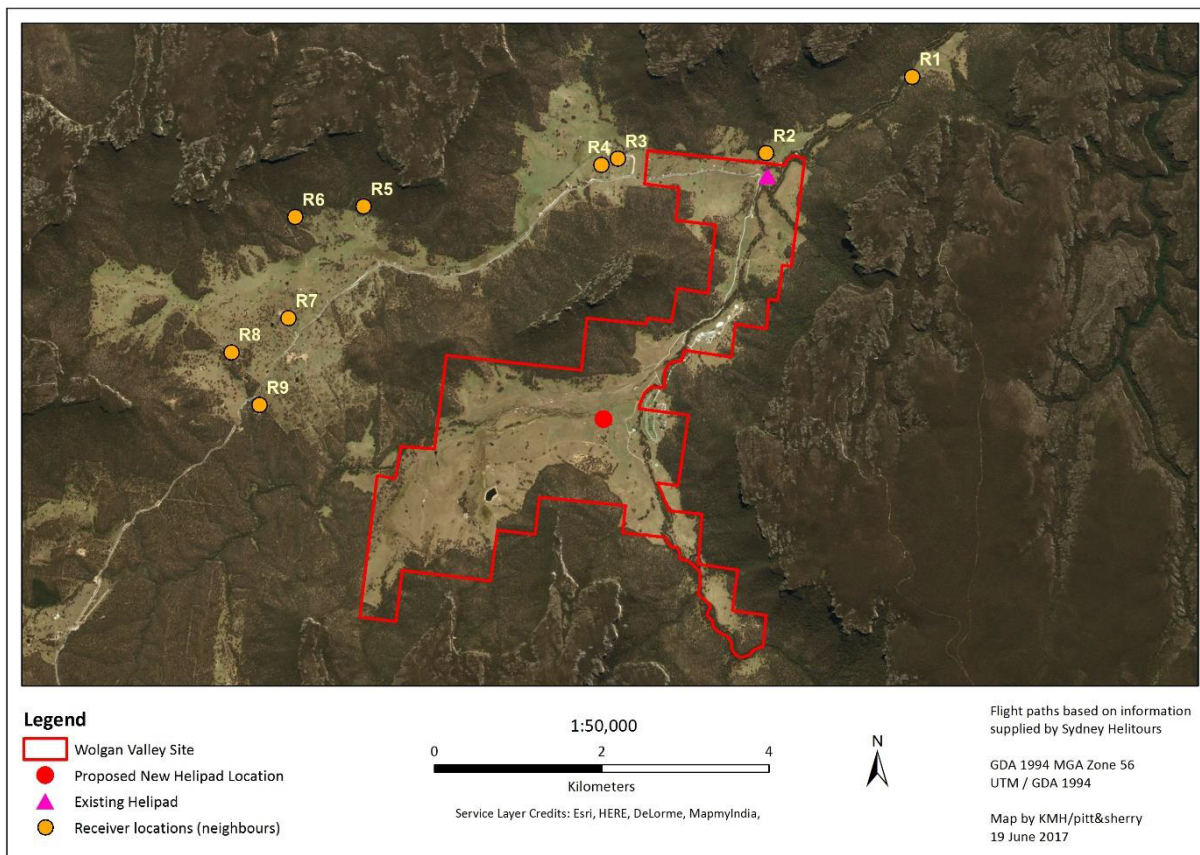 R1
R2
R3
R4
R5
R6
R7
R8
R9
Legend
Wolgan Valley Site
Proposed New Helipad Location
Existing Helipad
Receiver locations (neighbours)
1:50,000
0 2 4
Kilometers
Service Layer Credits: Esri, HERE, DeLorme, MapmyIndia,
N
Flight paths based on information
supplied by Sydney Helitours
GDA 1994 MGA Zone 56
UTM / GDA 1994
Map by KMH/pitt&sherry
19 June 2017